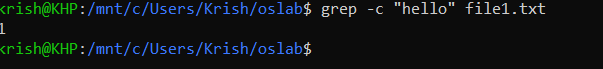 krish@KHP:/mnt/c/Users/Krish/oslab$ grep -c "hello" file1.txt
1
krish@KHP:/mnt/c/Users/Krish/oslab$